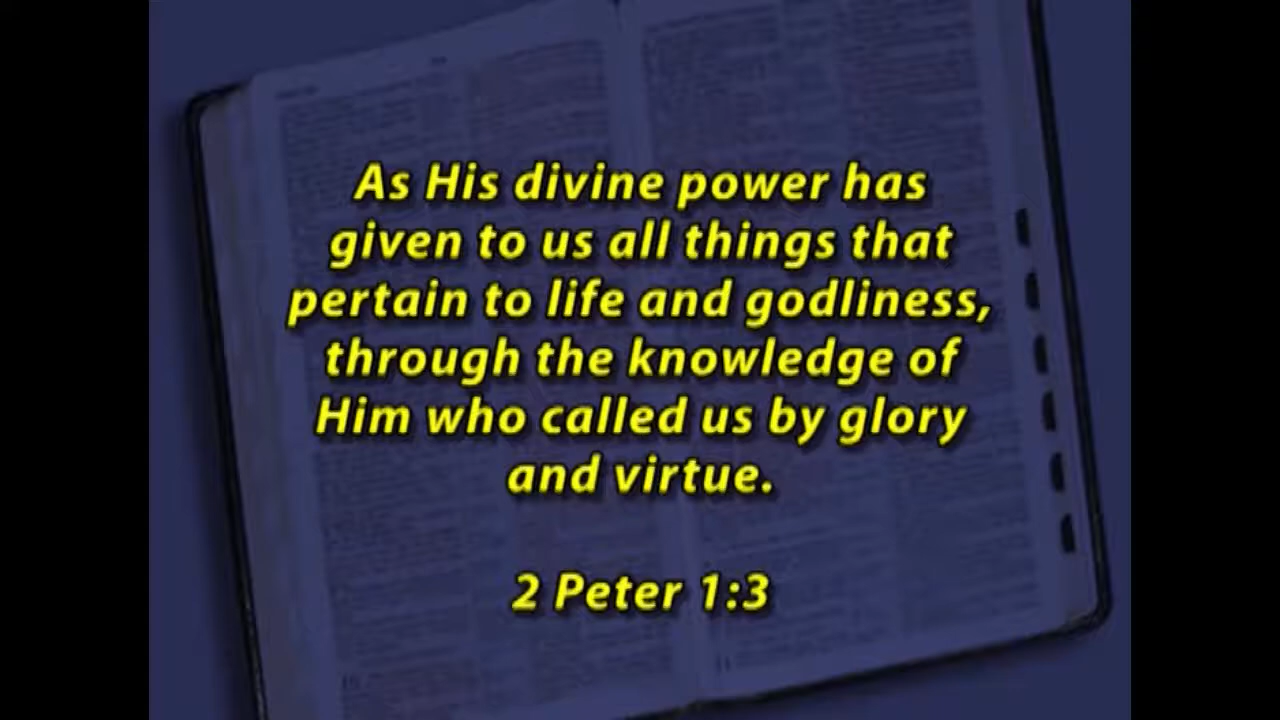 As His divine power has
given to us all things that
pertain to life and godliness,
through the knowledge of
Him who called us by glory
and virtue.
2 Peter 1:3